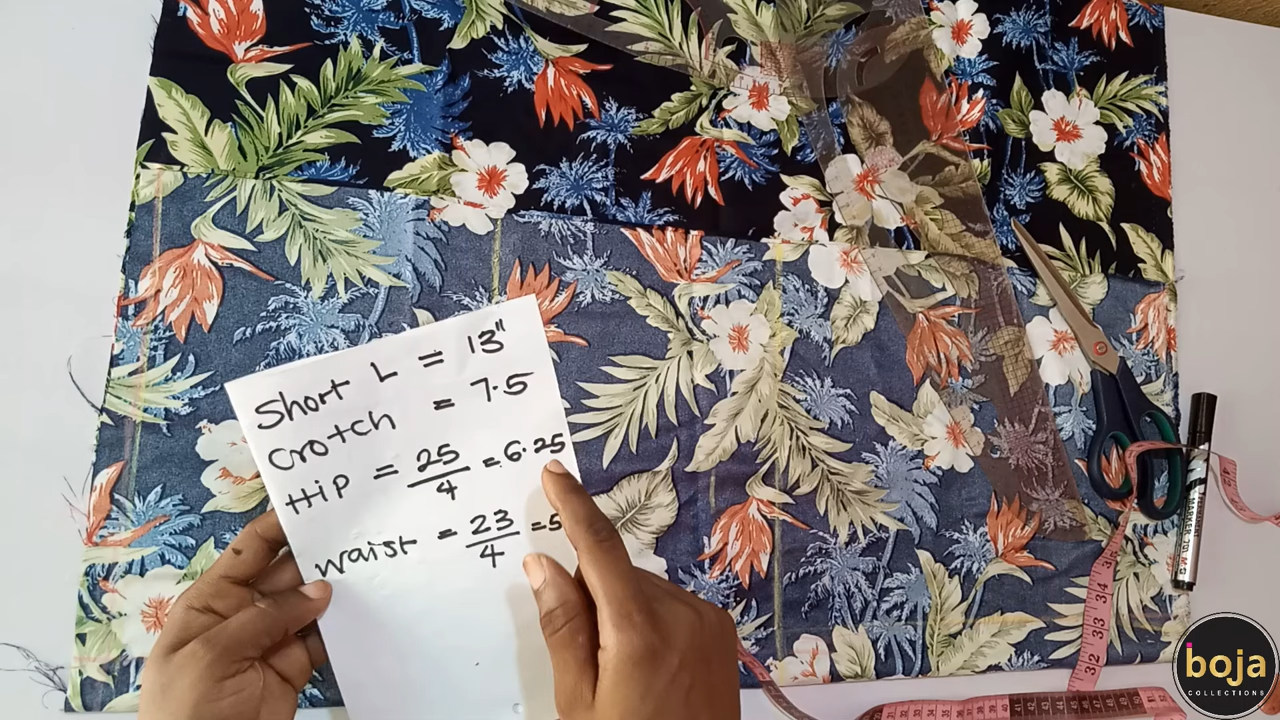 Short L = 13"
Crotch = 7.5
Hip = 25/4 = 6.25
Waist = 23/4 = 5
boja
COLLECTIONS